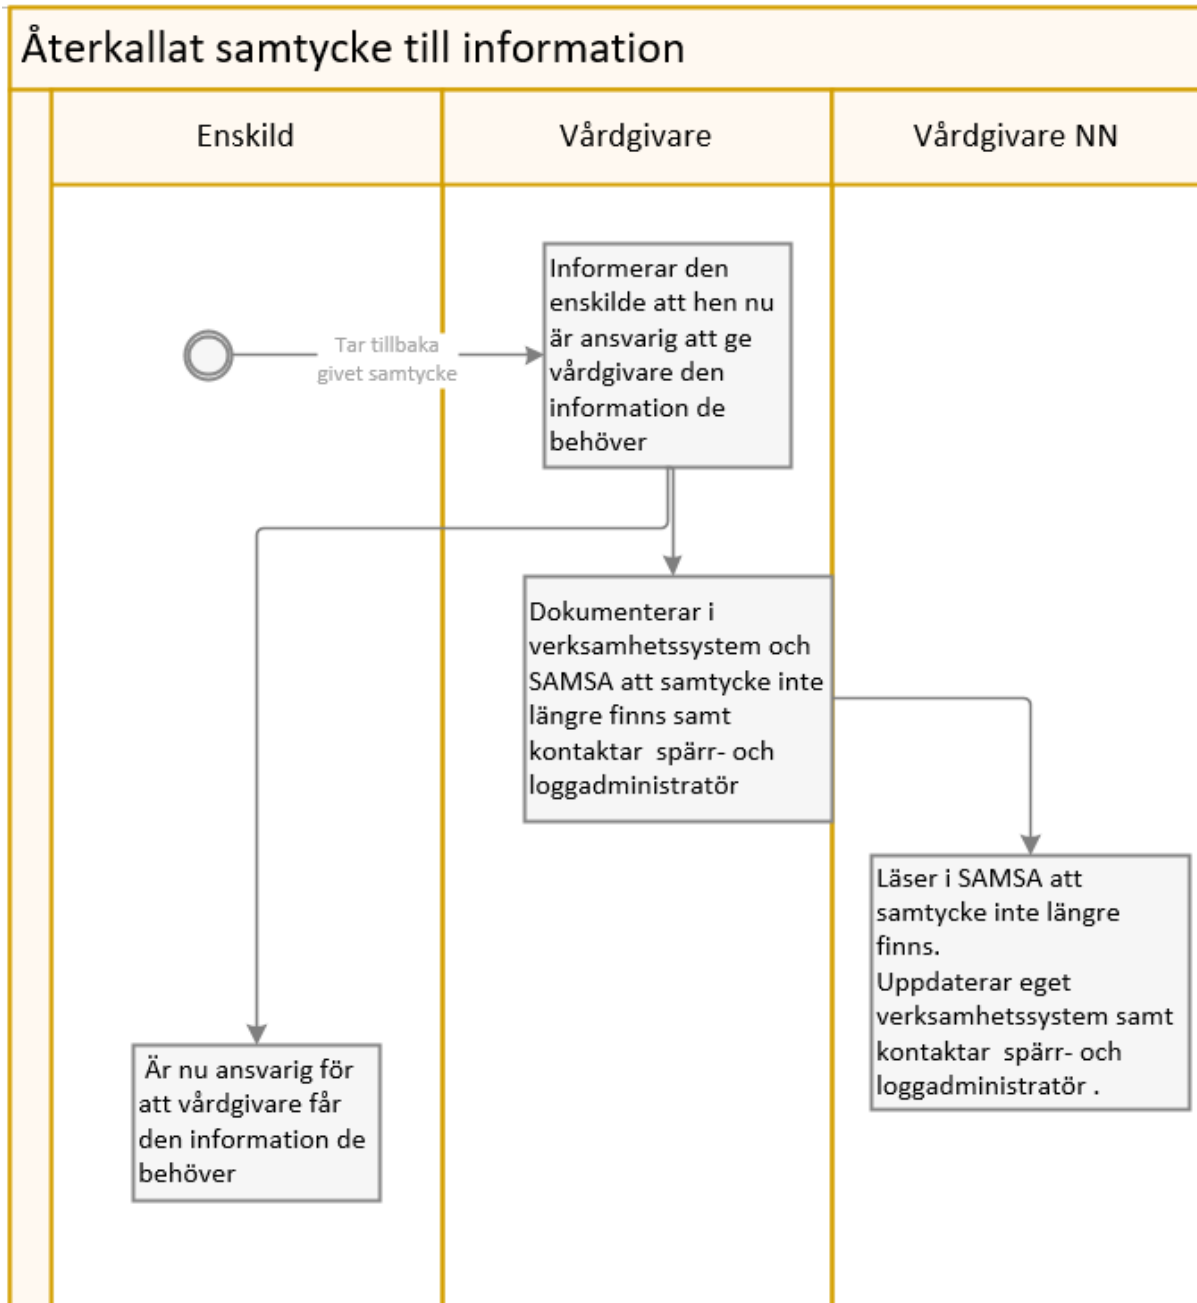 Återkallat samtycke till information
Enskild
Vårdgivare
Vårdgivare NN
Informerar den
enskilde att hen nu
är ansvarig att ge
vårdgivare den
information de
behöver
Tar tillbaka
givet samtycke
Dokumenterar i
verksamhetssystem och
SAMSA att samtycke inte
längre finns samt
kontaktar  spärr- och
loggadministratör
Läser i SAMSA att
samtycke inte längre
finns.
Uppdaterar eget
verksamhetssystem samt
kontaktar  spärr- och
loggadministratör .
Är nu ansvarig för
att vårdgivare får
den information de
behöver